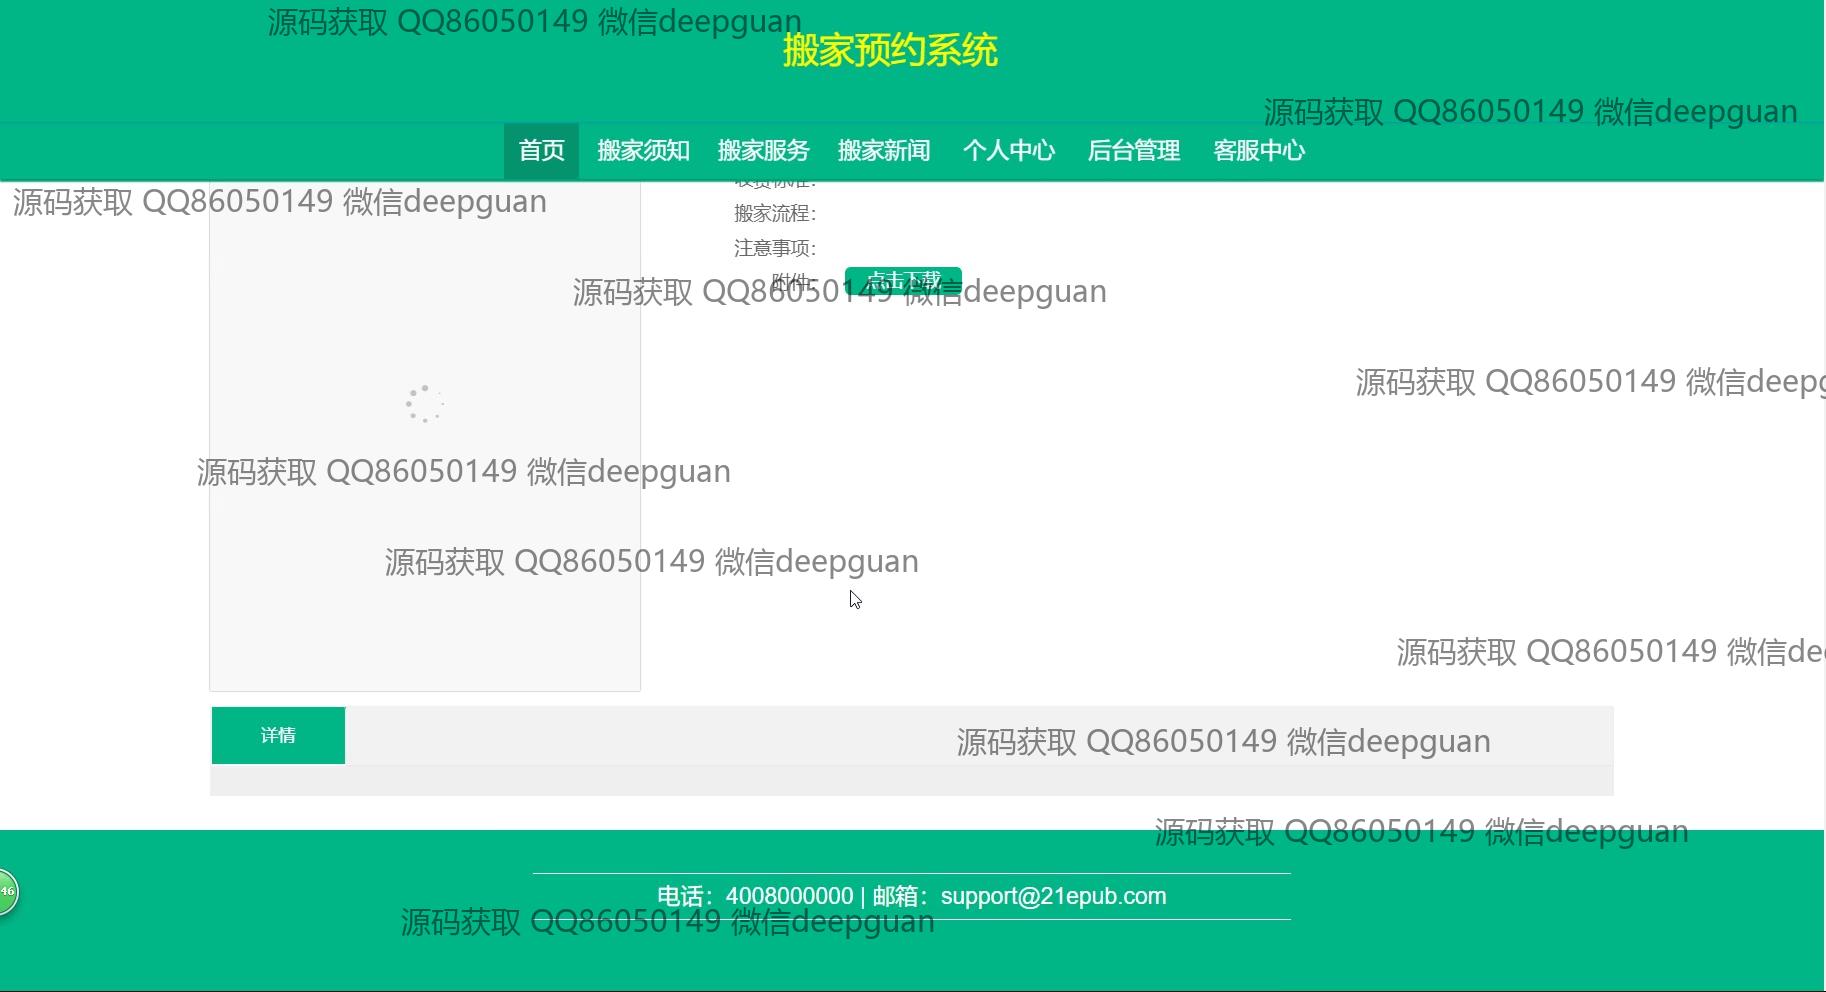 源码获取 QQ86050149 微信deepguan
搬家预约系统
源码获取 QQ86050149 微信deepguan
首页 搬家须知 搬家服务 搬家新闻 个人中心 后台管理 客服中心
收费标准：
源码获取 QQ86050149 微信deepguan
搬家流程：
注意事项：
附件： 点击下载
源码获取 QQ86050149 微信deepguan
源码获取 QQ86050149 微信deepg
源码获取 QQ86050149 微信deepguan
源码获取 QQ86050149 微信deepguan
源码获取 QQ86050149 微信dee
详情
源码获取 QQ86050149 微信deepguan
源码获取 QQ86050149 微信deepguan
46
电话：4008000000 | 邮箱：support@21epub.com
源码获取 QQ86050149 微信deepguan